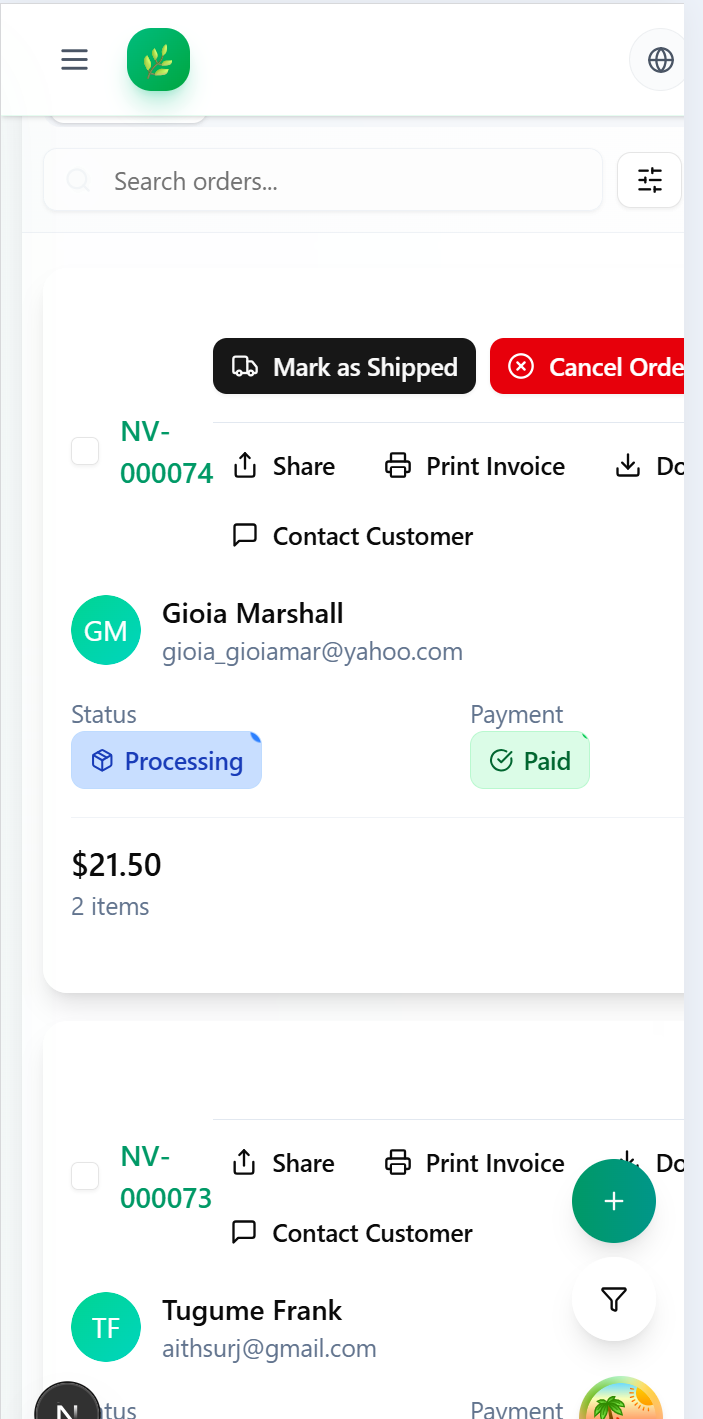 Search orders...
Mark as Shipped
Cancel Orde
NV-
000074
Share
Print Invoice
Do
Contact Customer
GM
Gioia Marshall
gioia_gioiamar@yahoo.com
Status
Payment
Processing
Paid
$21.50
2 items
NV-
000073
Share
Print Invoice
Do
Contact Customer
TF
Tugume Frank
aithsurj@gmail.com
N
tus
Payment